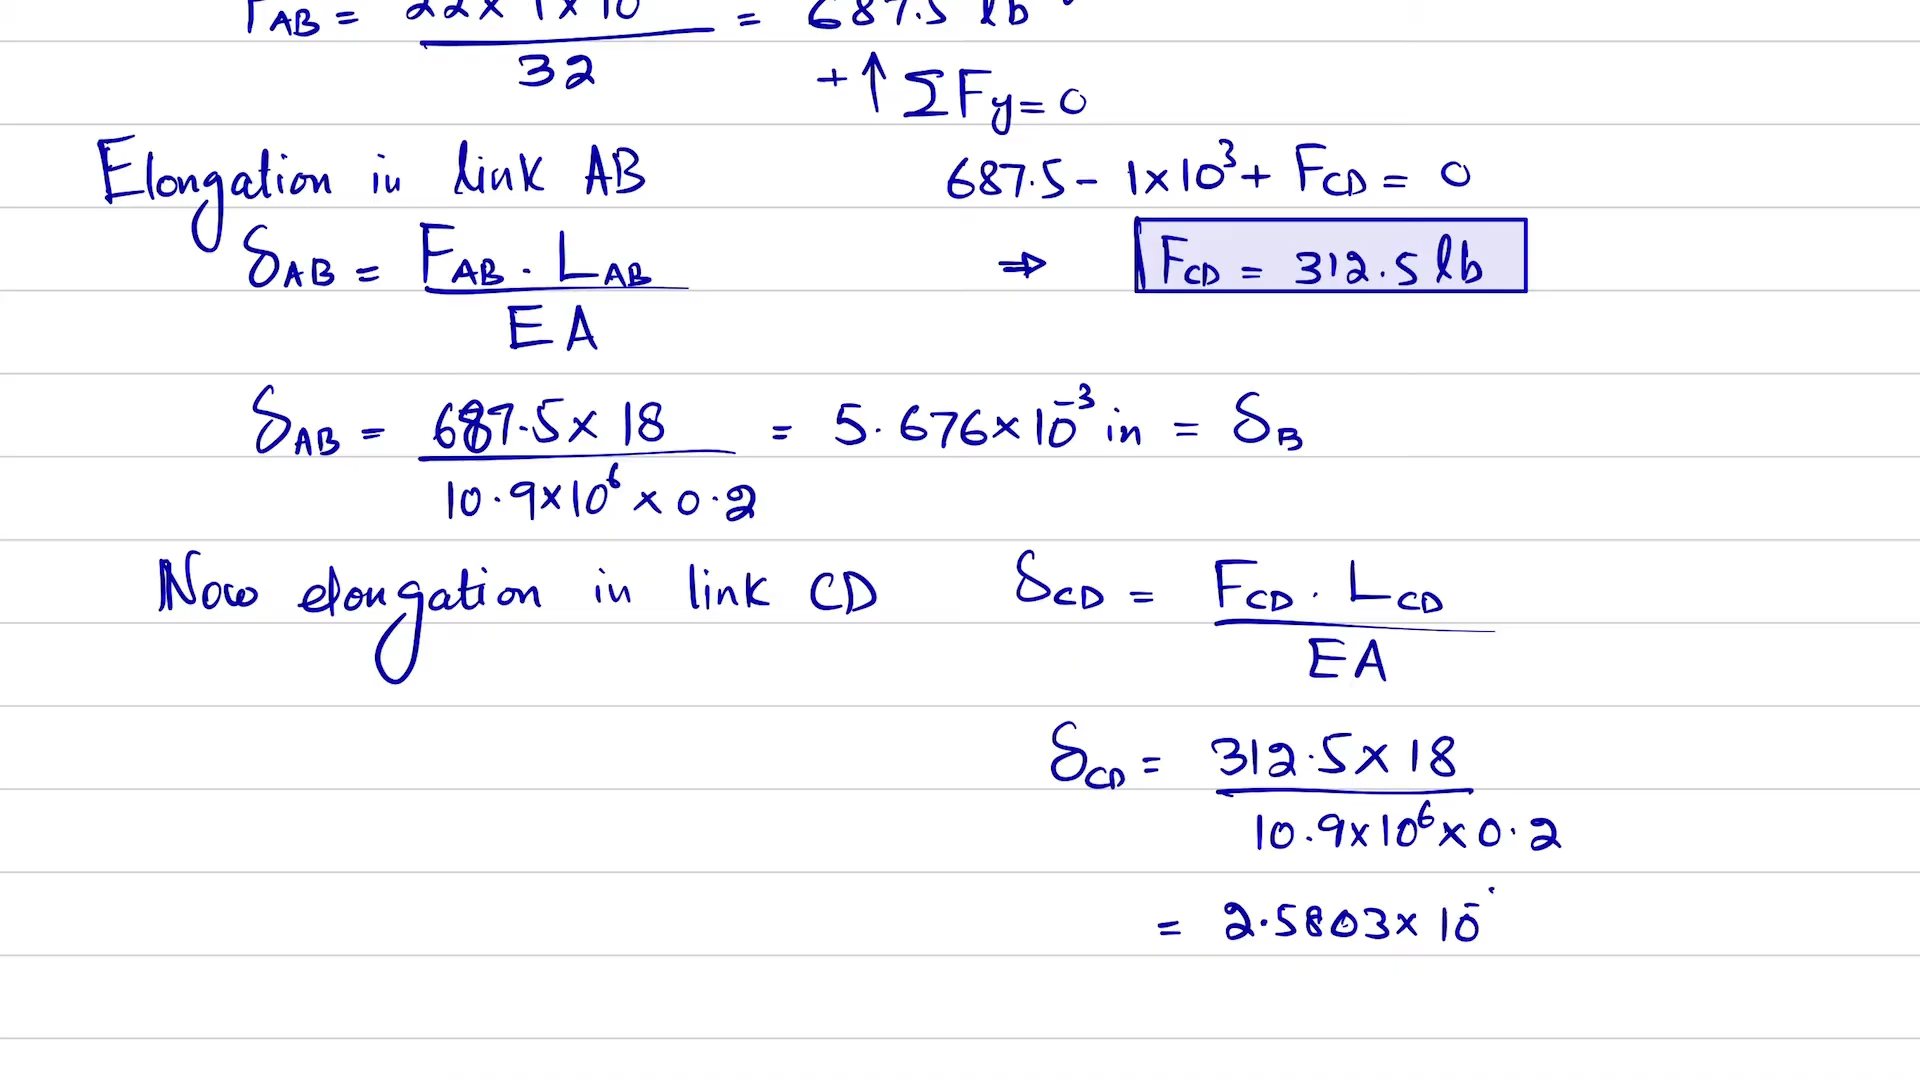 F_AB = 22 × 1 × 10 / 32 = 687.5 lb
+↑ ΣFy = 0
Elongation in link AB
687.5 - 1×10³ + F_CD = 0
δ_AB = F_AB . L_AB / EA
⇒ F_CD = 312.5 lb
δ_AB = 687.5 × 18 / 10.9×10⁶ × 0.2 = 5.676×10⁻³ in = δ_B
Now elongation in link CD
δ_CD = F_CD . L_CD / EA
δ_CD = 312.5 × 18 / 10.9×10⁶ × 0.2
= 2.5803 × 10⁻